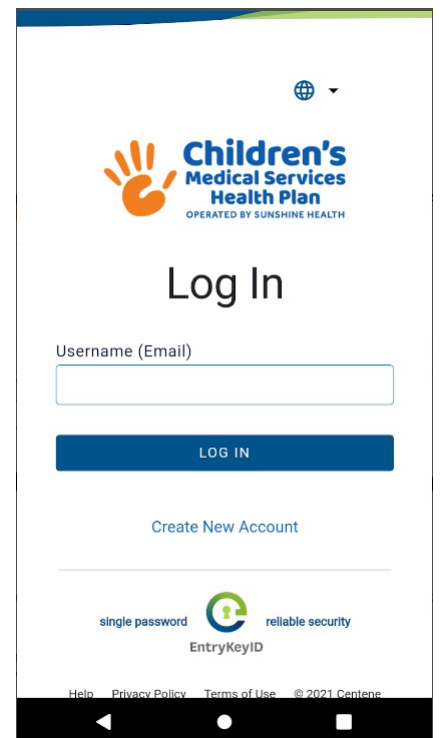 Children's
Medical Services
Health Plan
OPERATED BY SUNSHINE HEALTH
Log In
Username (Email)
LOG IN
Create New Account
single password
reliable security
EntryKeyID
Help Privacy Policy Terms of Use © 2021 Centene